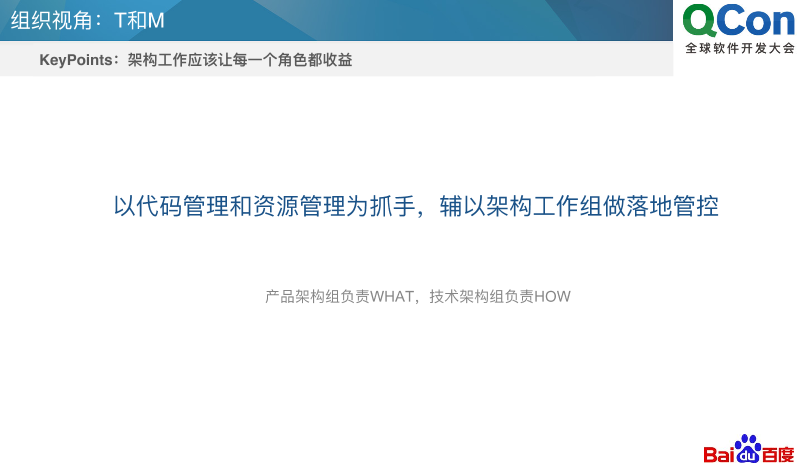 组织视角：T和M
QCon
全球软件开发大会
KeyPoints：架构工作应该让每一个角色都收益
以代码管理和资源管理为抓手，辅以架构工作组做落地管控
产品架构组负责WHAT，技术架构组负责HOW
Bai du 百度